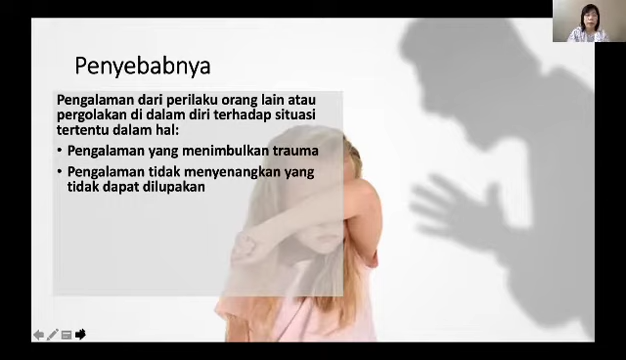 Penyebabnya
Pengalaman dari perilaku orang lain atau
pergolakan di dalam diri terhadap situasi
tertentu dalam hal:
• Pengalaman yang menimbulkan trauma
• Pengalaman tidak menyenangkan yang
tidak dapat dilupakan